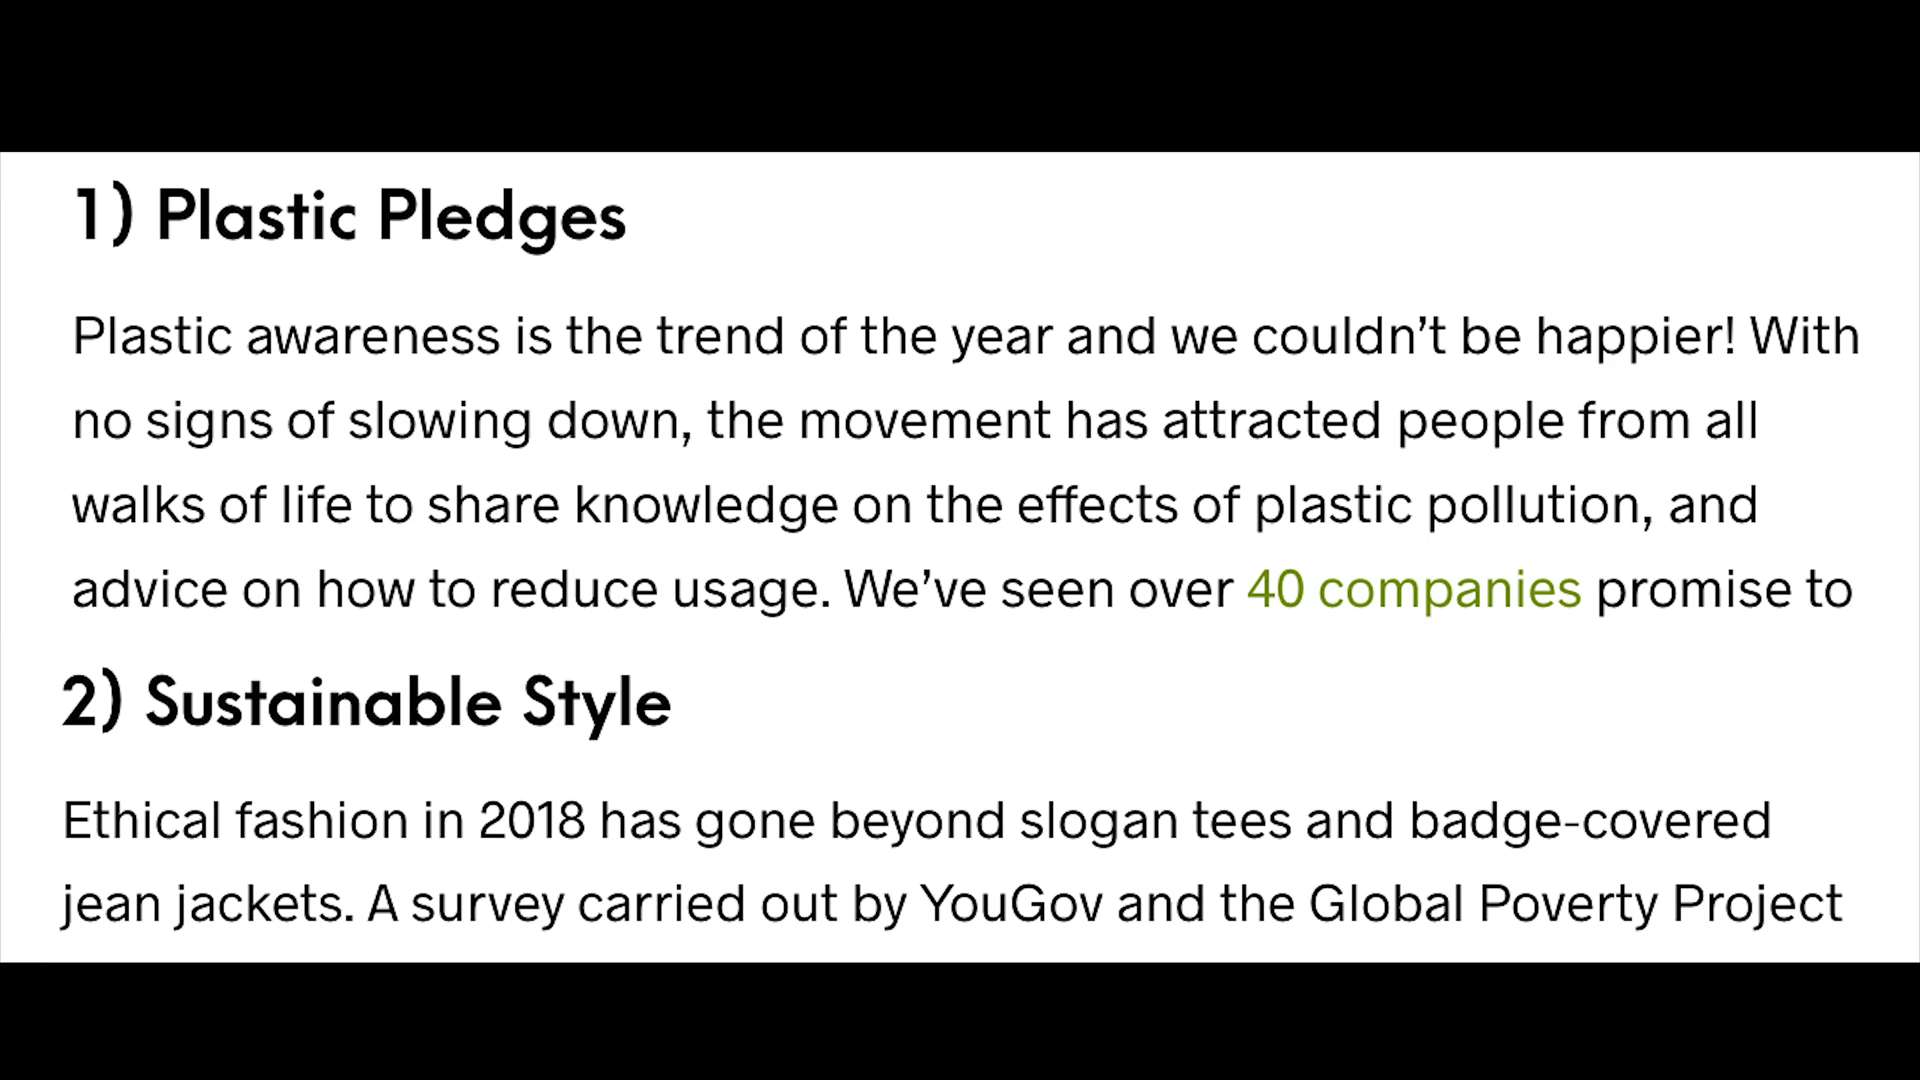 1) Plastic Pledges
Plastic awareness is the trend of the year and we couldn’t be happier! With
no signs of slowing down, the movement has attracted people from all
walks of life to share knowledge on the effects of plastic pollution, and
advice on how to reduce usage. We’ve seen over 40 companies promise to
2) Sustainable Style
Ethical fashion in 2018 has gone beyond slogan tees and badge-covered
jean jackets. A survey carried out by YouGov and the Global Poverty Project